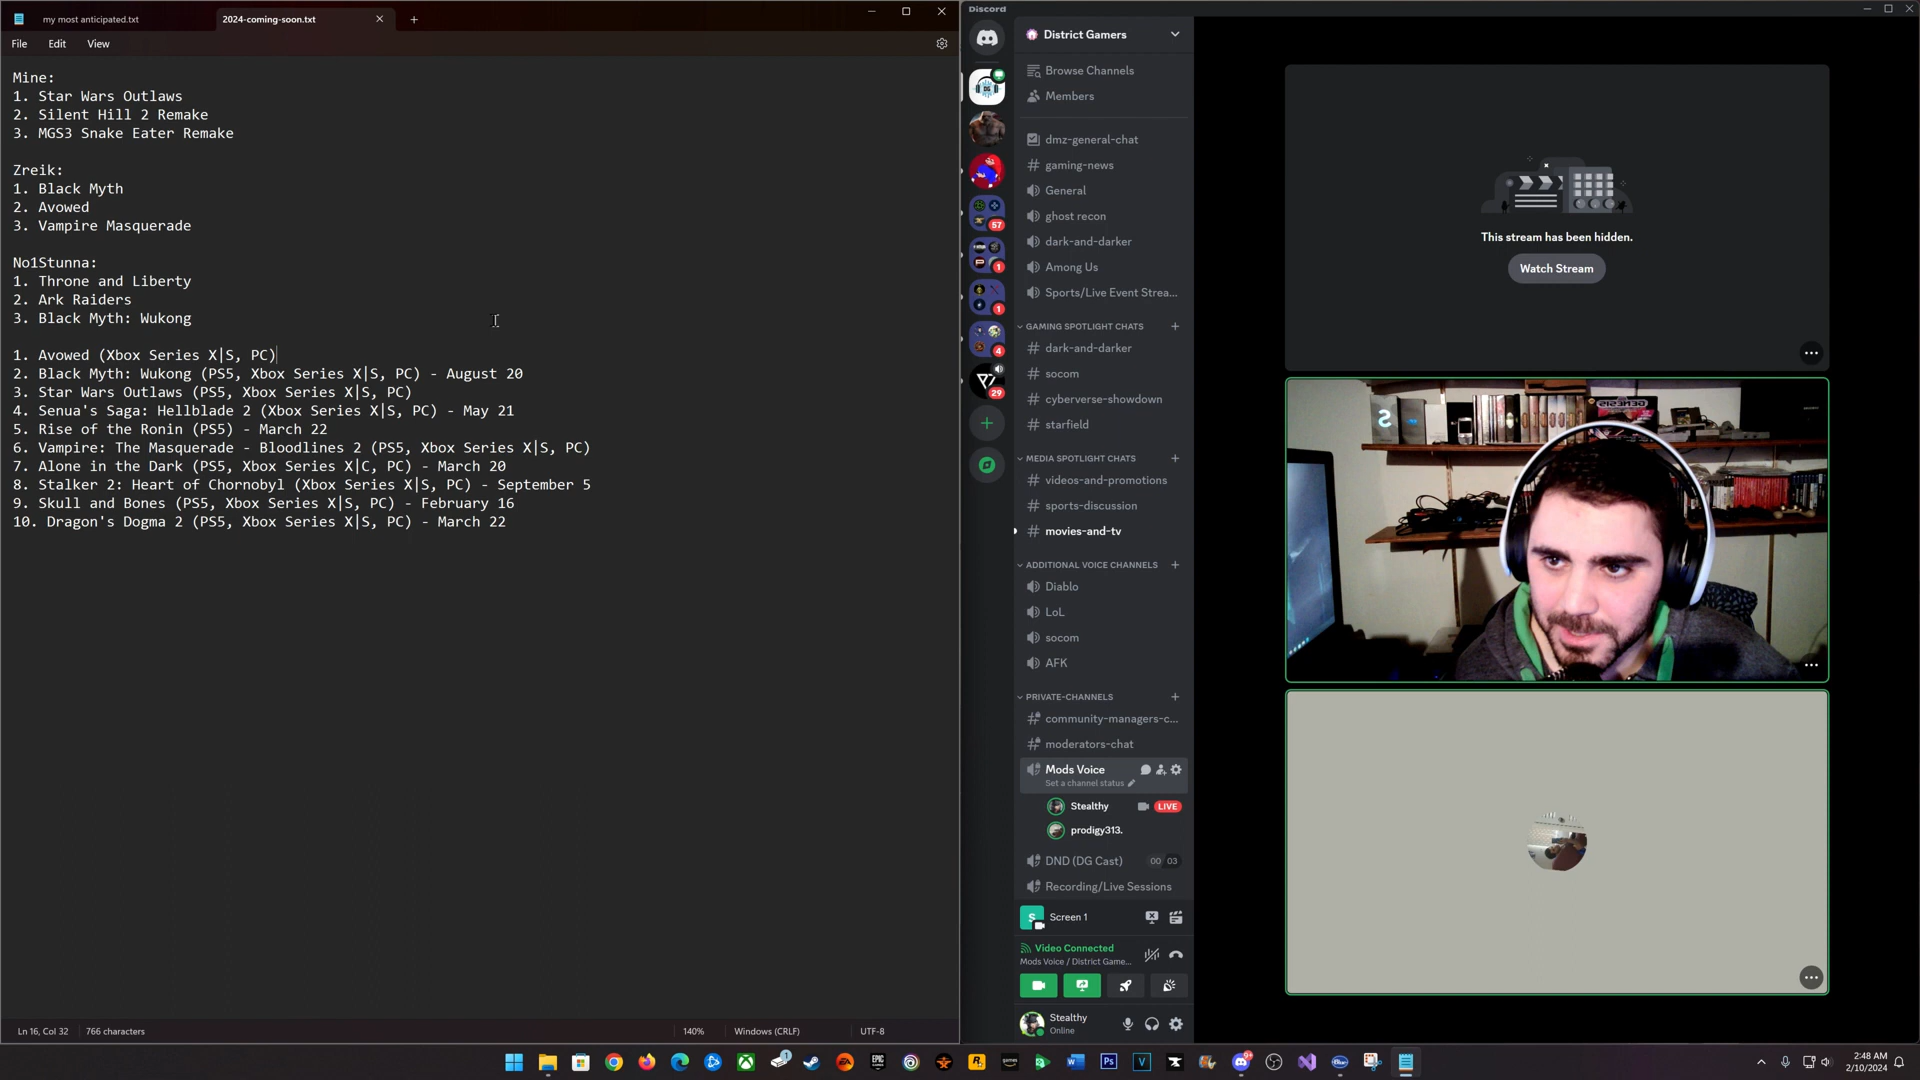 my most anticipated.txt
2024-coming-soon.txt
File Edit View
Mine:
1. Star Wars Outlaws
2. Silent Hill 2 Remake
3. MGS3 Snake Eater Remake
Zreik:
1. Black Myth
2. Avowed
3. Vampire Masquerade
No1Stunna:
1. Throne and Liberty
2. Ark Raiders
3. Black Myth: Wukong
1. Avowed (Xbox Series X|S, PC)
2. Black Myth: Wukong (PS5, Xbox Series X|S, PC) - August 20
3. Star Wars Outlaws (PS5, Xbox Series X|S, PC)
4. Senua's Saga: Hellblade 2 (Xbox Series X|S, PC) - May 21
5. Rise of the Ronin (PS5) - March 22
6. Vampire: The Masquerade - Bloodlines 2 (PS5, Xbox Series X|S, PC)
7. Alone in the Dark (PS5, Xbox Series X|C, PC) - March 20
8. Stalker 2: Heart of Chornobyl (Xbox Series X|S, PC) - September 5
9. Skull and Bones (PS5, Xbox Series X|S, PC) - February 16
10. Dragon's Dogma 2 (PS5, Xbox Series X|S, PC) - March 22
Ln 16, Col 32 766 characters 140% Windows (CRLF) UTF-8
Discord
District Gamers
Browse Channels
Members
dmz-general-chat
gaming-news
General
ghost recon
57
dark-and-darker
Among Us
1
Sports/Live Event Strea...
1
GAMING SPOTLIGHT CHATS
dark-and-darker
4
socom
29
cyberverse-showdown
starfield
MEDIA SPOTLIGHT CHATS
videos-and-promotions
sports-discussion
movies-and-tv
ADDITIONAL VOICE CHANNELS
Diablo
LoL
socom
AFK
PRIVATE-CHANNELS
community-managers-c...
moderators-chat
Mods Voice
Set a channel status
Stealthy LIVE
prodigy313.
DND (DG Cast) 00 03
Recording/Live Sessions
S Screen 1
Video Connected
Mods Voice / District Game...
Stealthy
Online
This stream has been hidden.
Watch Stream
GENESIS
2:48 AM
2/10/2024